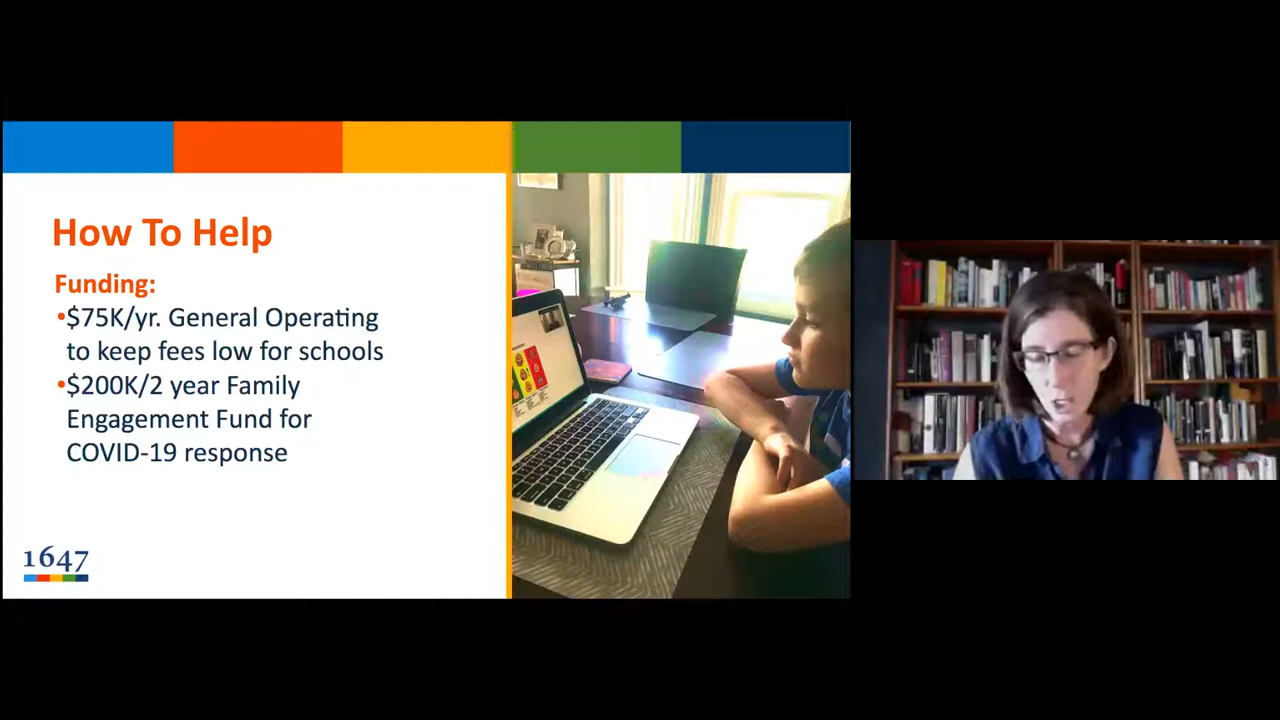 How To Help
Funding:
•$75K/yr. General Operating
to keep fees low for schools
•$200K/2 year Family
Engagement Fund for
COVID-19 response
1647